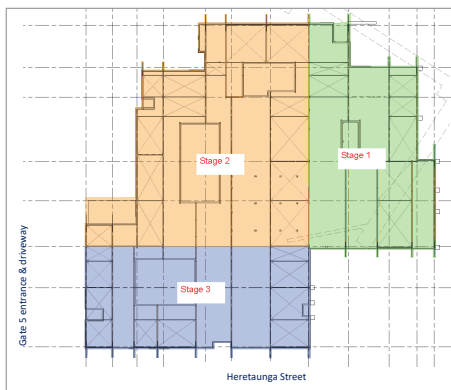 Stage 1
Stage 2
Stage 3
Gate 5 entrance & driveway
Heretaunga Street